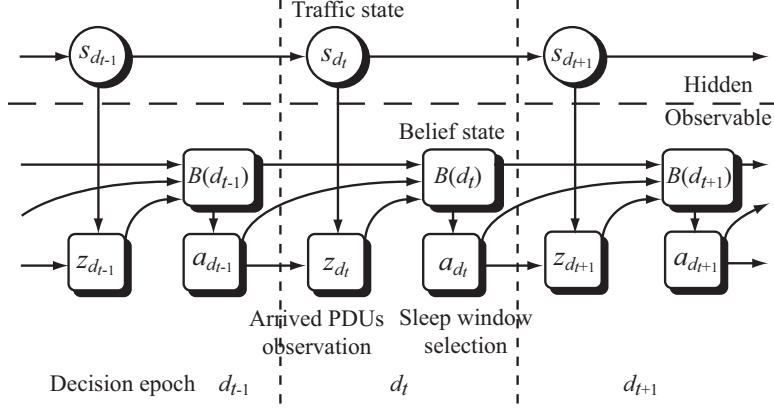 Traffic state
s_{d_{t-1}} s_{d_t} s_{d_{t+1}}
Hidden
Observable
Belief state
B(d_{t-1}) B(d_t) B(d_{t+1})
z_{d_{t-1}} a_{d_{t-1}} z_{d_t} a_{d_t} z_{d_{t+1}} a_{d_{t+1}}
Arrived PDUs Sleep window
observation selection
Decision epoch d_{t-1} d_t d_{t+1}